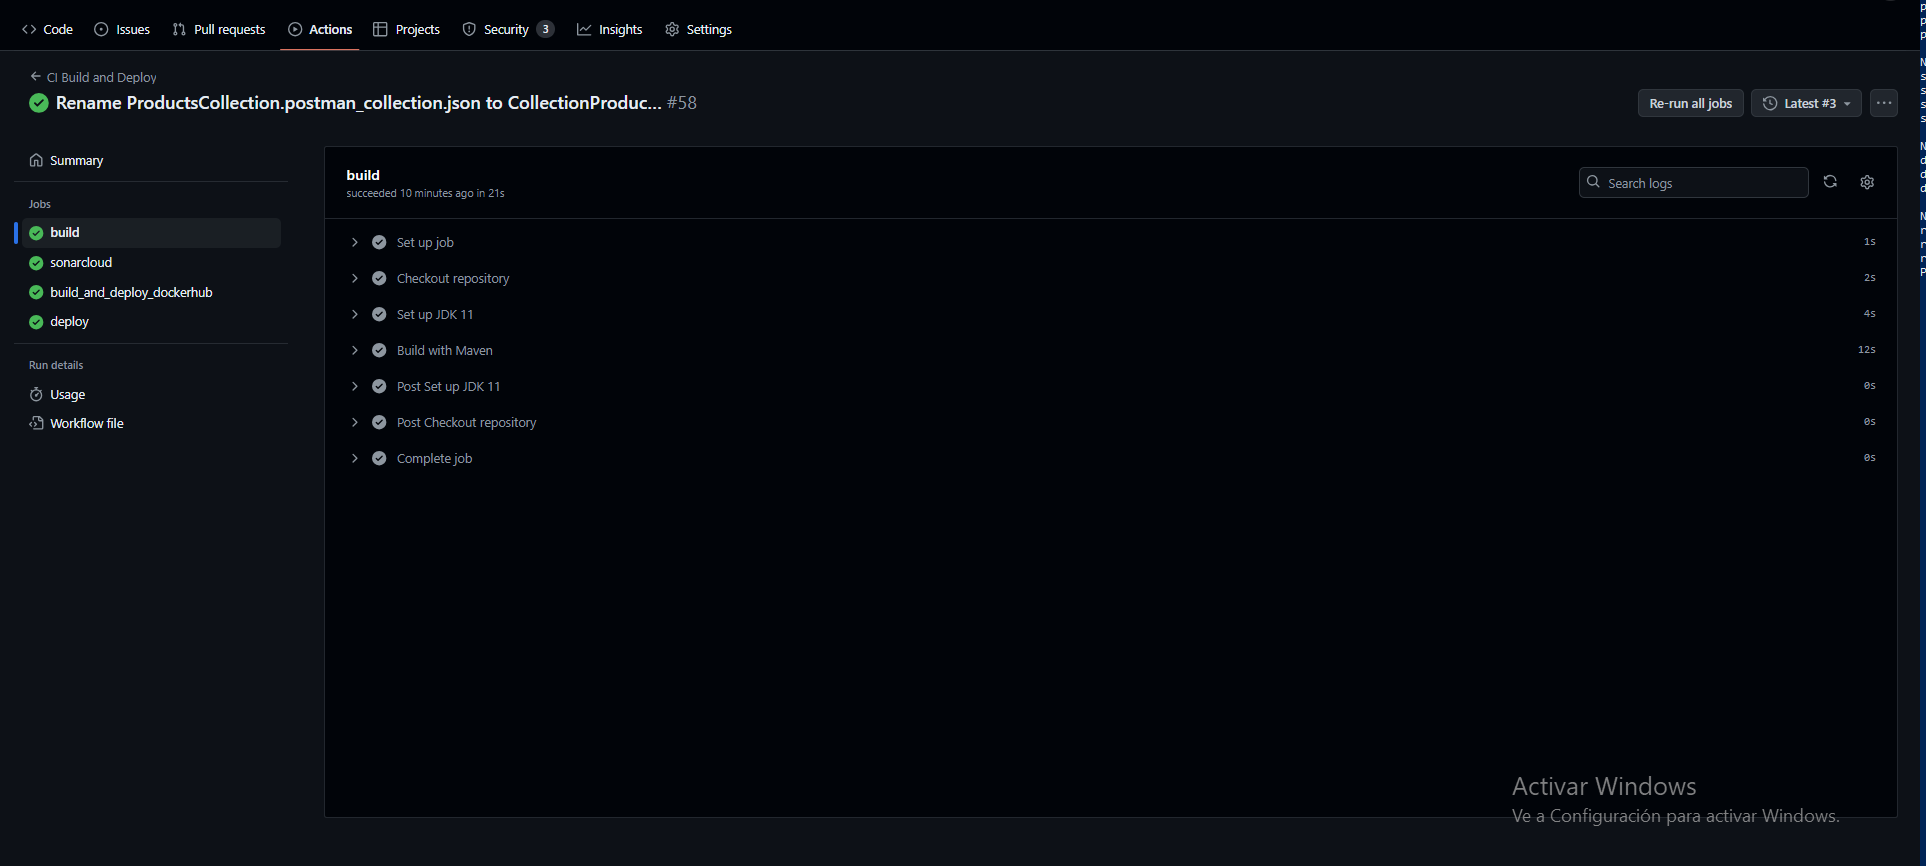 Code Issues Pull requests Actions Projects Security 3 Insights Settings
CI Build and Deploy
Rename ProductsCollection.postman_collection.json to CollectionProduc... #58
Re-run all jobs Latest #3
Summary
Jobs
build
sonarcloud
build_and_deploy_dockerhub
deploy
Run details
Usage
Workflow file
build
succeeded 10 minutes ago in 21s
Search logs
Set up job 1s
Checkout repository 2s
Set up JDK 11 4s
Build with Maven 12s
Post Set up JDK 11 0s
Post Checkout repository 0s
Complete job 0s
Activar Windows
Ve a Configuración para activar Windows.